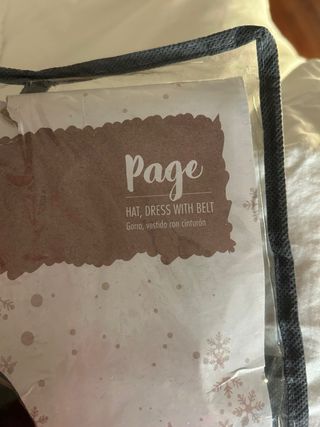 Page
HAT, DRESS WITH BELT
Gorro, vestido con cinturón